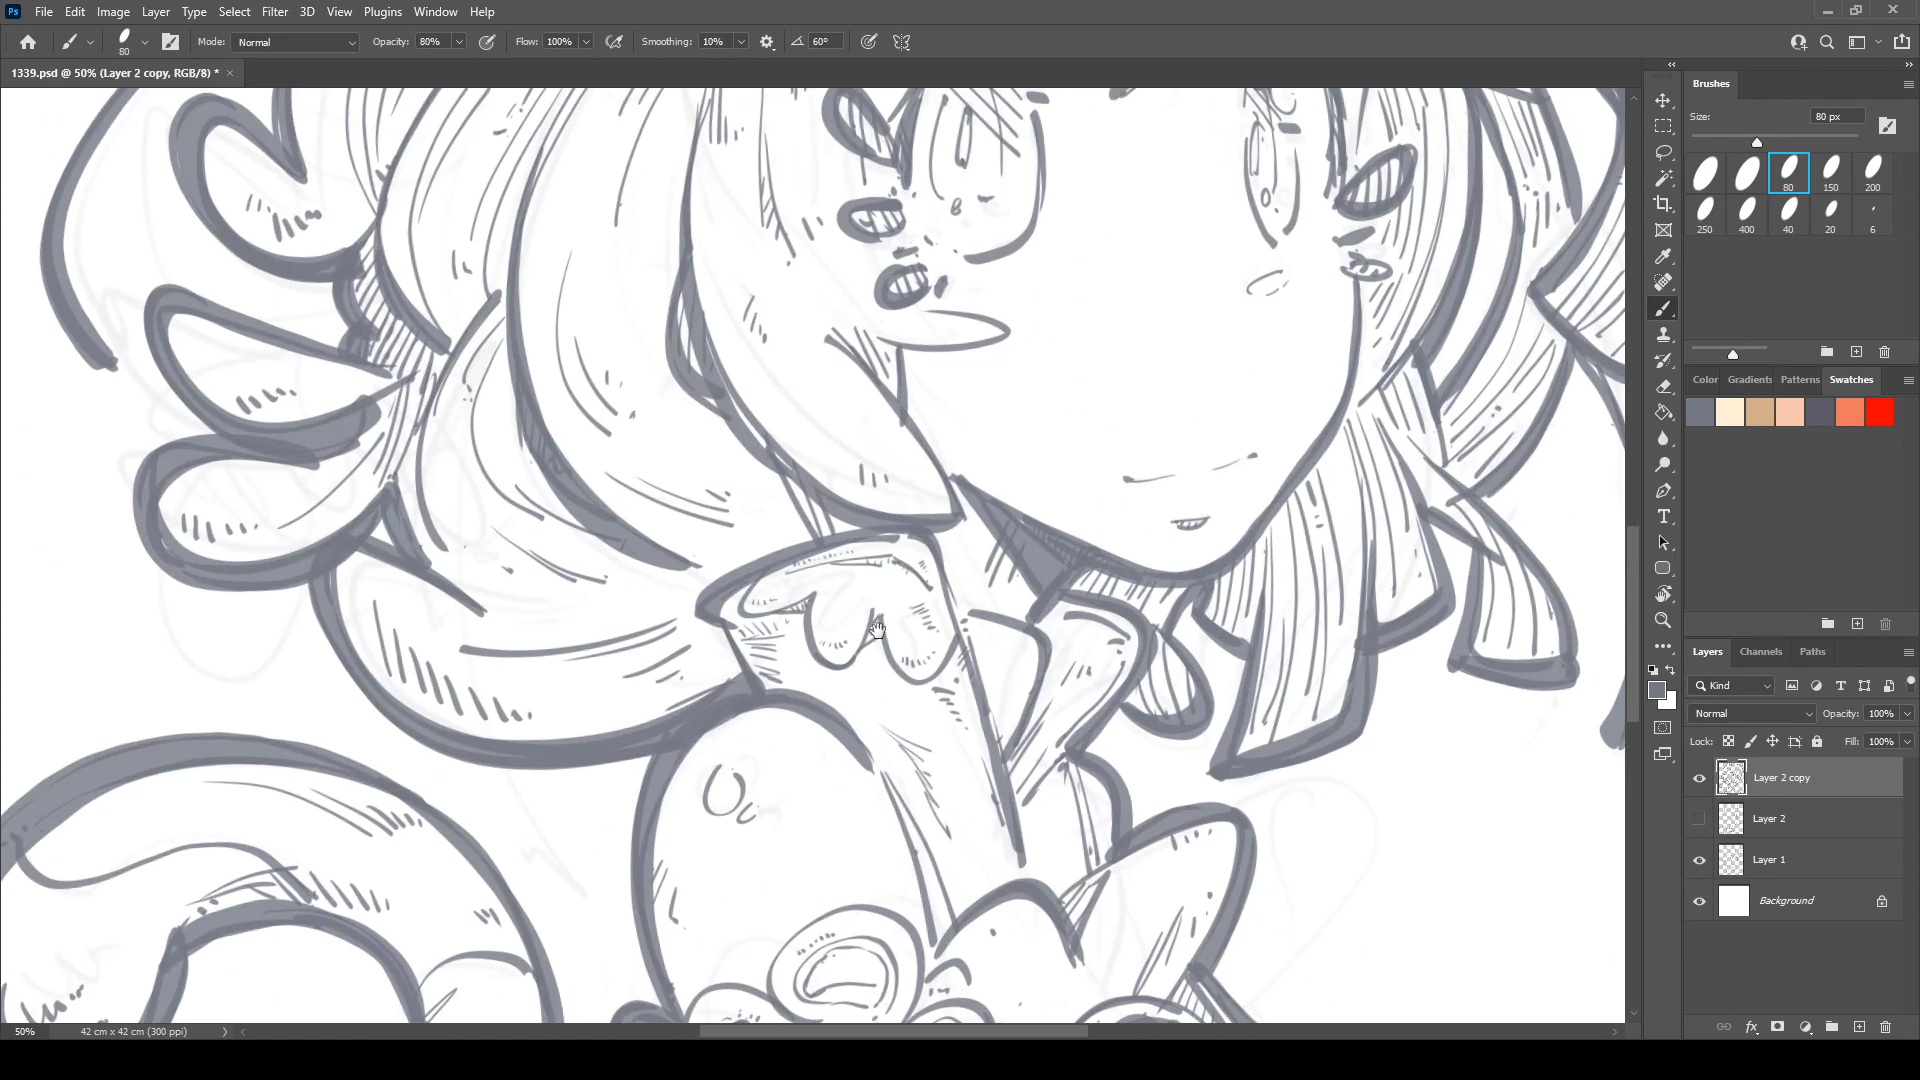 Ps File Edit Image Layer Type Select Filter 3D View Plugins Window Help
80 Mode: Normal Opacity: 80% Flow: 100% Smoothing: 10% 60°
1339.psd @ 50% (Layer 2 copy, RGB/8) *
Brushes
Size: 80 px
80 150 200
250 400 40 20 6
Color Gradients Patterns Swatches
Layers Channels Paths
Kind
Normal Opacity: 100%
Lock: Fill: 100%
Layer 2 copy
Layer 2
Layer 1
Background
50% 42 cm x 42 cm (300 ppi)